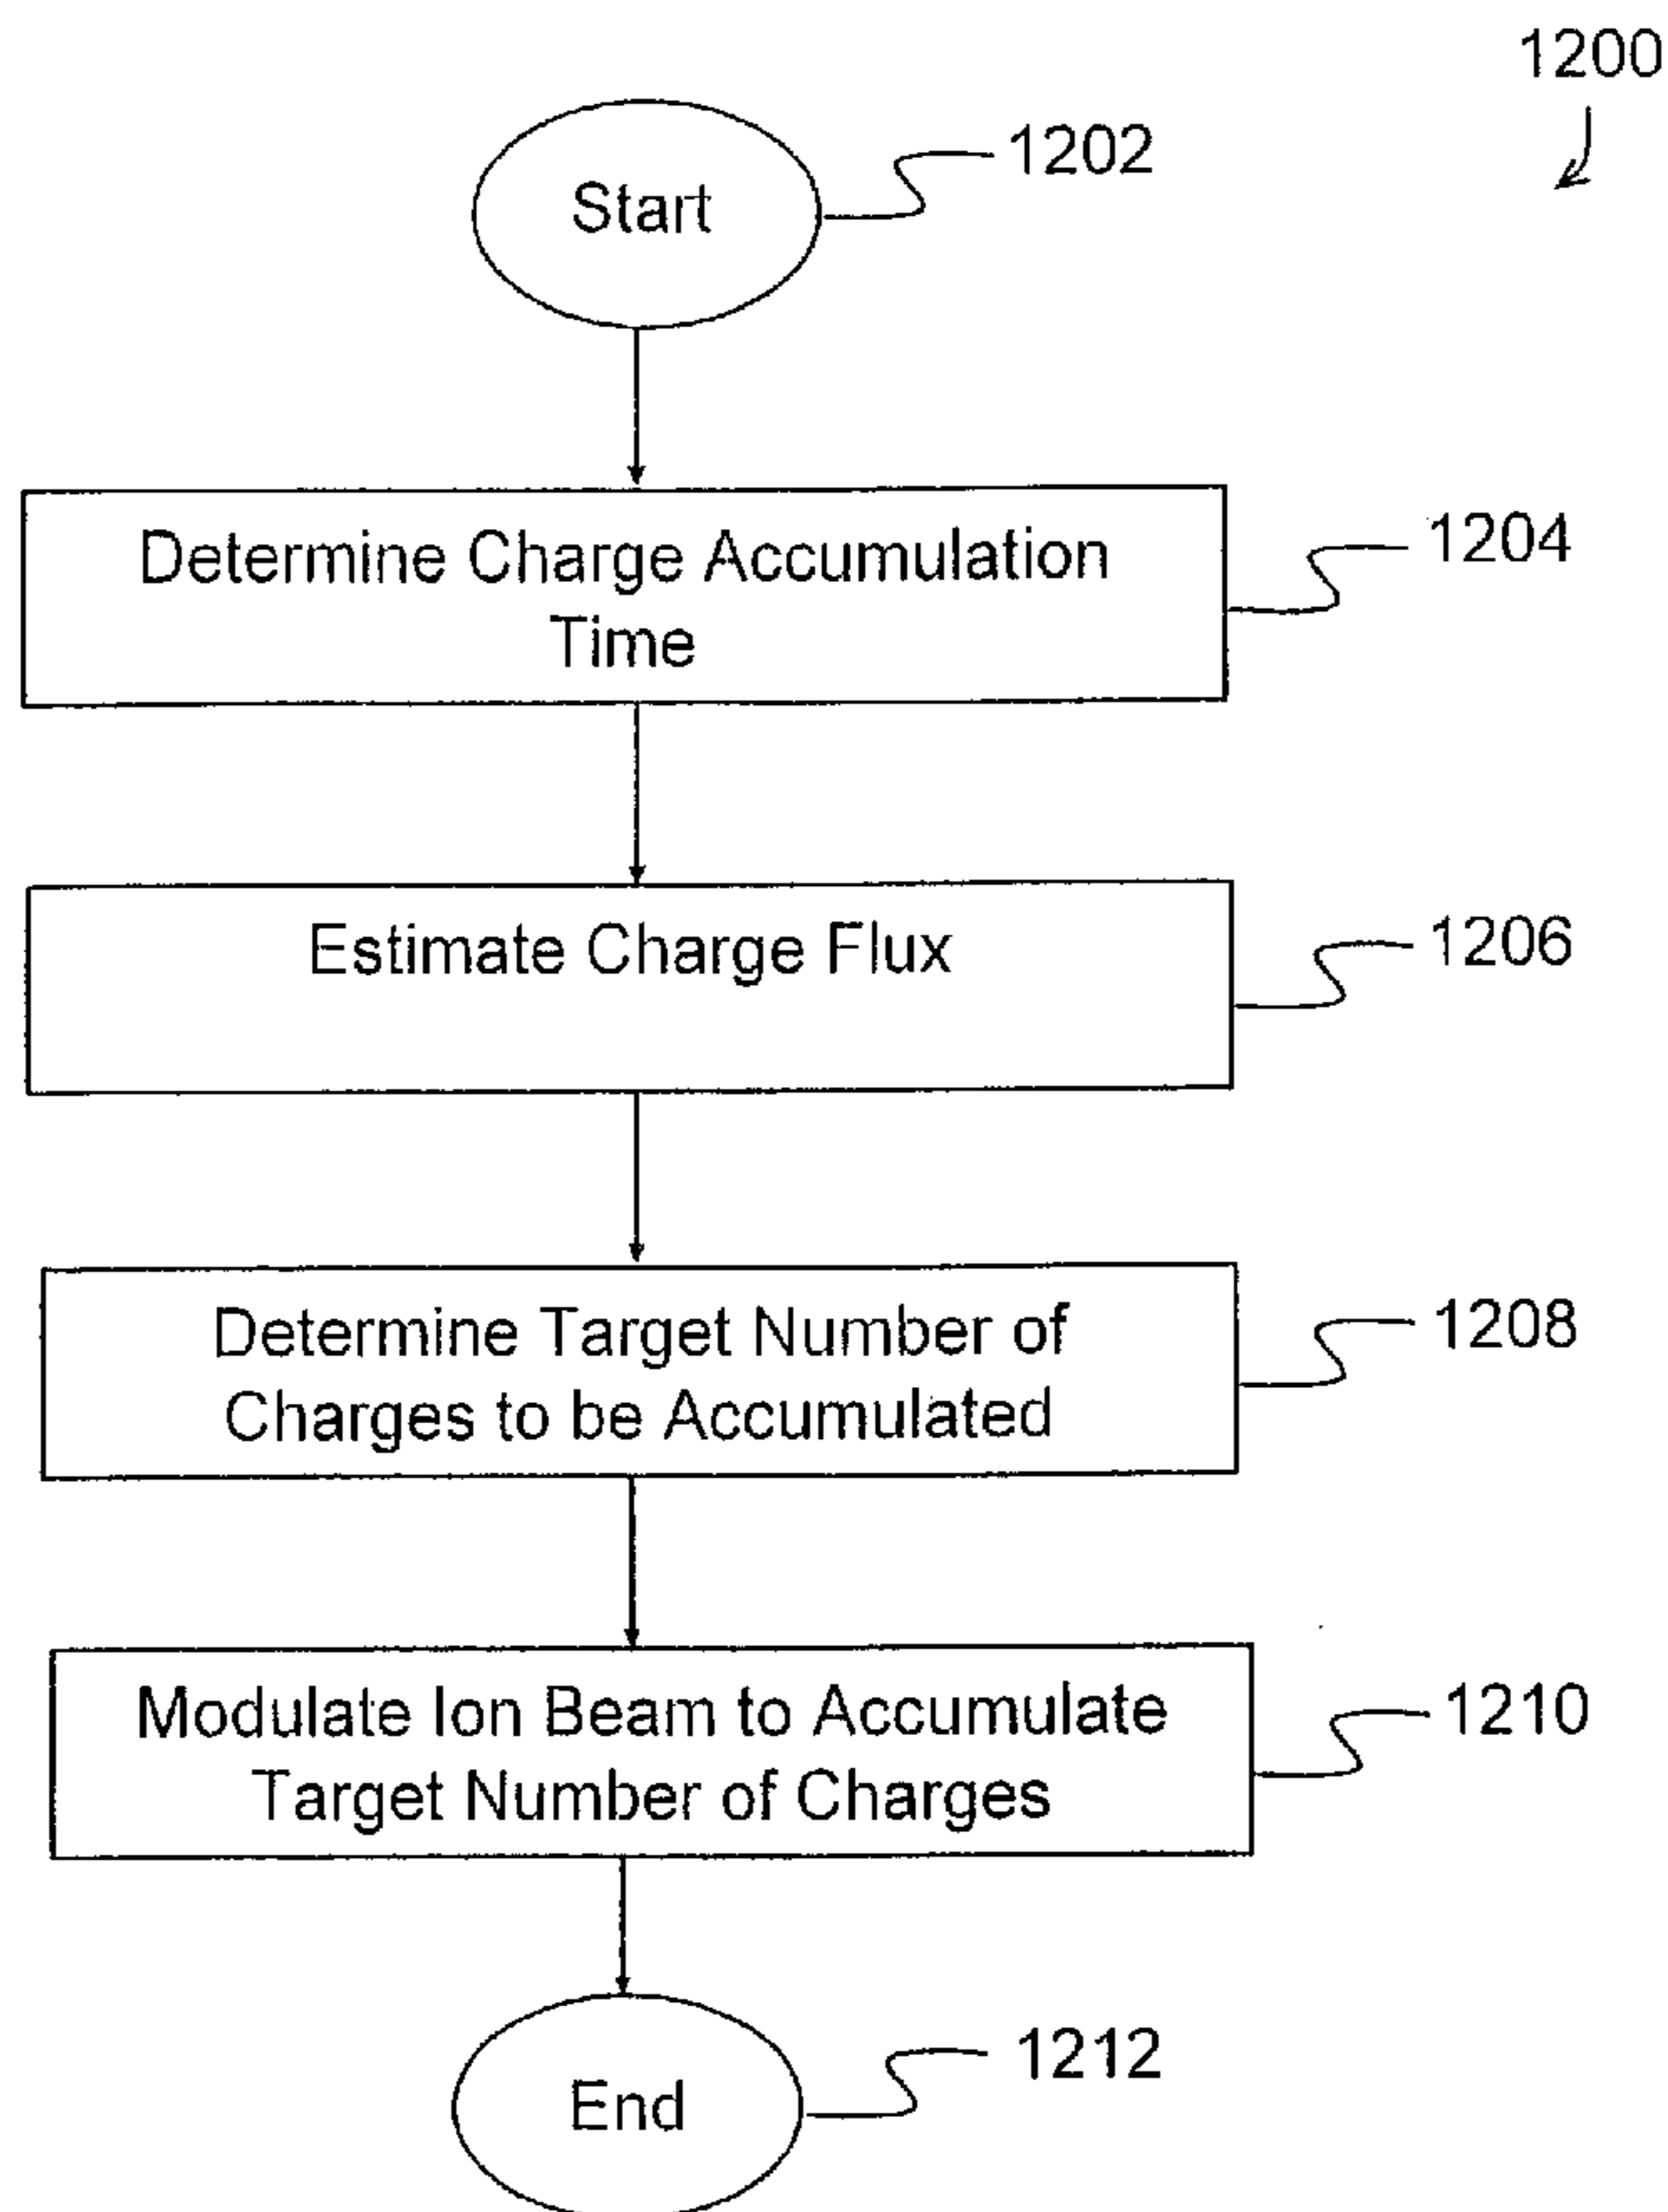 1200
Start
1202
Determine Charge Accumulation
Time
1204
Estimate Charge Flux
1206
Determine Target Number of
Charges to be Accumulated
1208
Modulate Ion Beam to Accumulate
Target Number of Charges
1210
End
1212